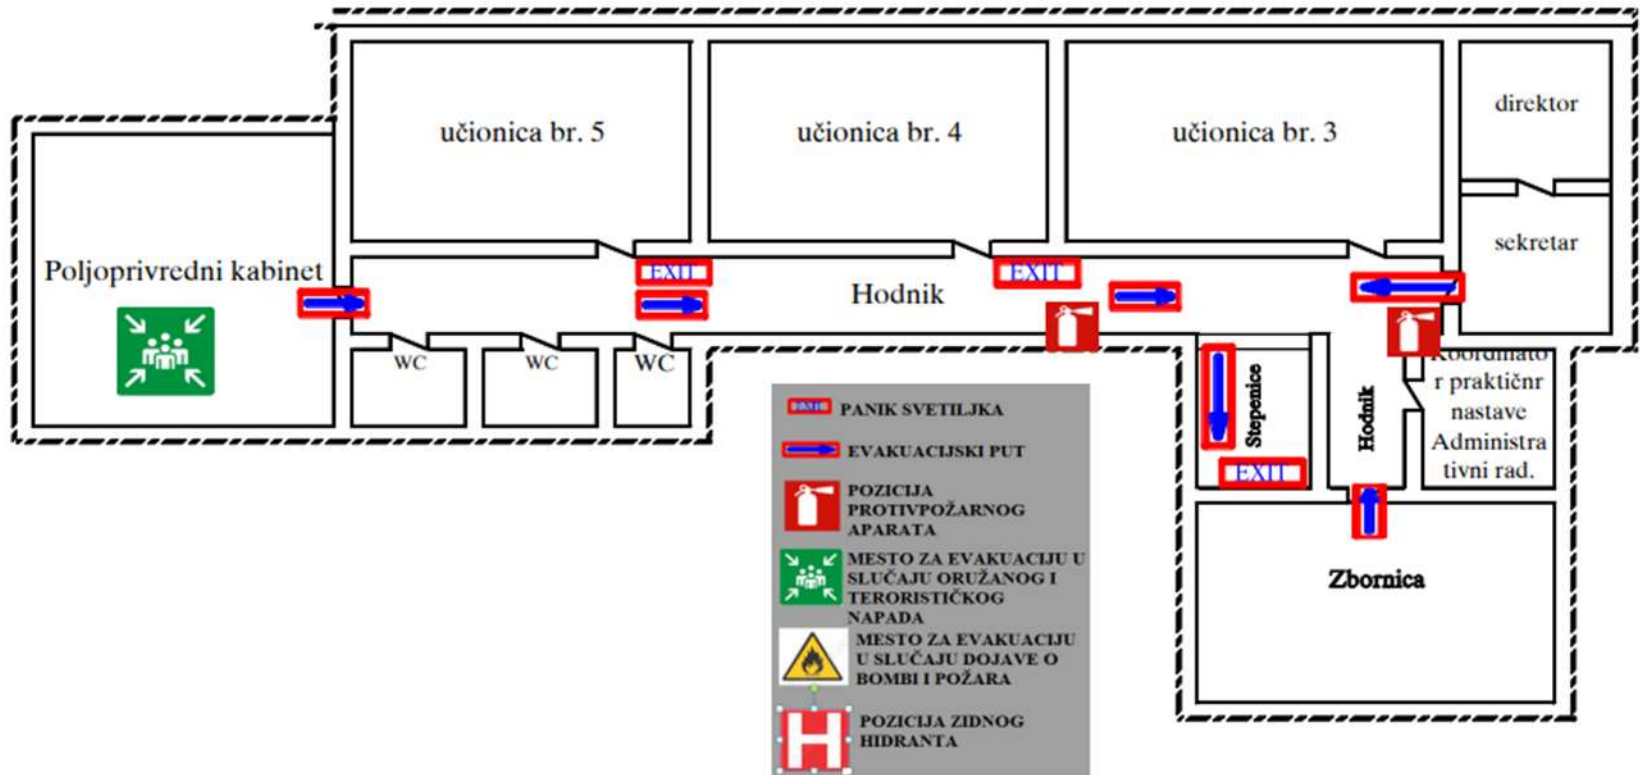 direktor
učionica br. 5
učionica br. 4
učionica br. 3
sekretar
Poljoprivredni kabinet
EXIT
EXIT
Hodnik
WC
WC
WC
Stepenice
Hodnik
EXIT
Koordinato
r praktičnr
nastave
Administra
tivni rad.
Zbornica
EXIT PANIK SVETILJKA
EVAKUACIJSKI PUT
POZICIJA
PROTIVPOŽARNOG
APARATA
MESTO ZA EVAKUACIJU U
SLUČAJU ORUŽANOG I
TERORISTIČKOG
NAPADA
MESTO ZA EVAKUACIJU
U SLUČAJU DOJAVE O
BOMBI I POŽARA
H
POZICIJA ZIDNOG
HIDRANTA